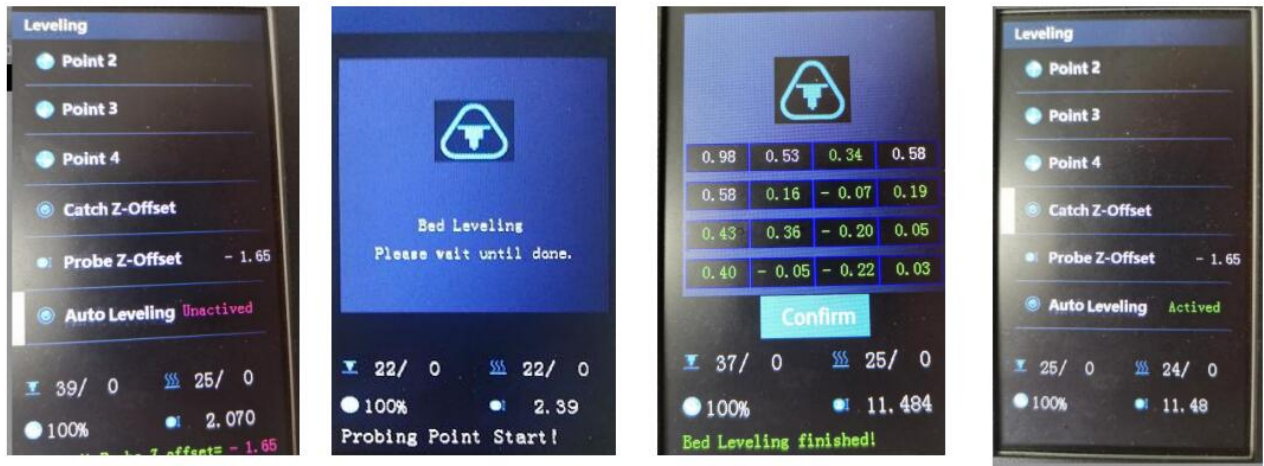 Leveling
Point 2
Point 3
Point 4
Catch Z-Offset
Probe Z-Offset - 1.65
Auto Leveling Unactived
39/ 0 25/ 0
100% 2.070
Probe Z offset= - 1.65
Bed Leveling
Please wait until done.
22/ 0 22/ 0
100% 2.39
Probing Point Start!
0.98 0.53 0.34 0.58
0.58 0.16 - 0.07 0.19
0.43 0.36 - 0.20 0.05
0.40 - 0.05 - 0.22 0.03
Confirm
37/ 0 25/ 0
100% 11.484
Bed Leveling finished!
Leveling
Point 2
Point 3
Point 4
Catch Z-Offset
Probe Z-Offset - 1.65
Auto Leveling Actived
25/ 0 24/ 0
100% 11.48